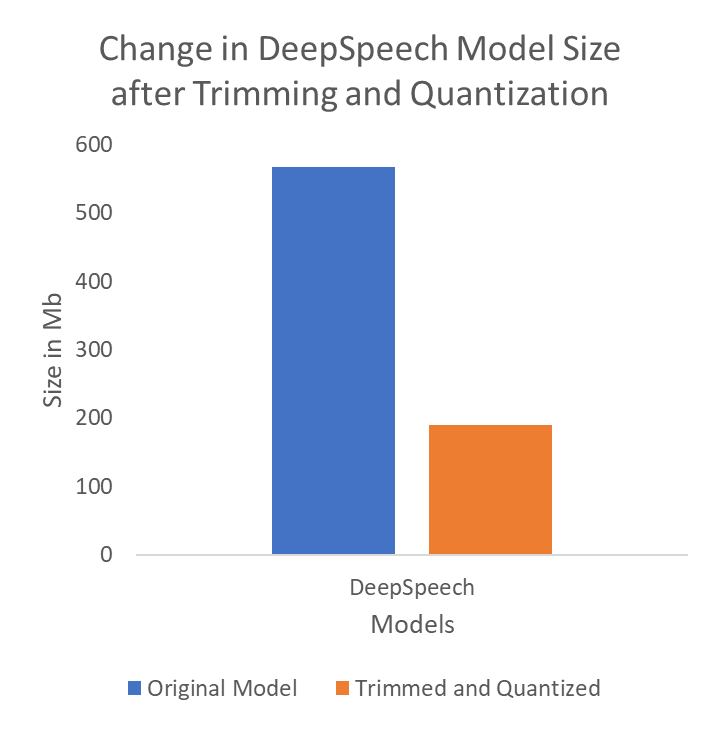 Change in DeepSpeech Model Size
after Trimming and Quantization
600
500
400
300
200
100
0
Size in Mb
DeepSpeech
Models
Original Model
Trimmed and Quantized